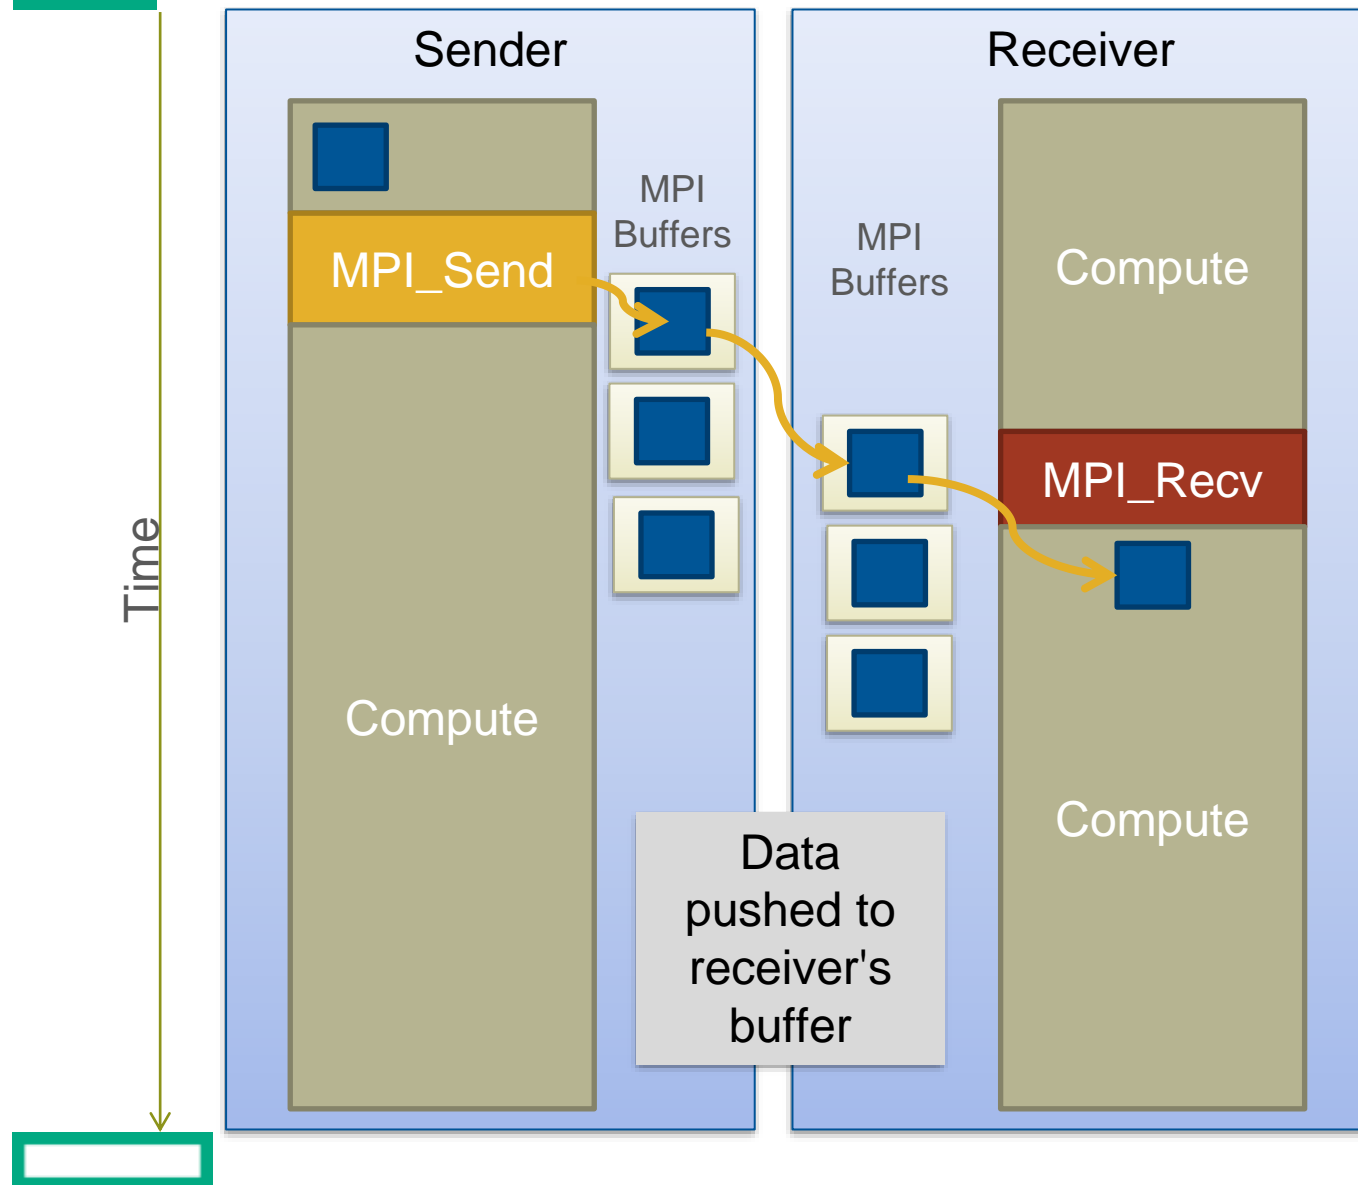 Sender
Receiver
MPI
Buffers
MPI
Buffers
MPI_Send
Compute
MPI_Recv
Time
Compute
Compute
Data
pushed to
receiver's
buffer